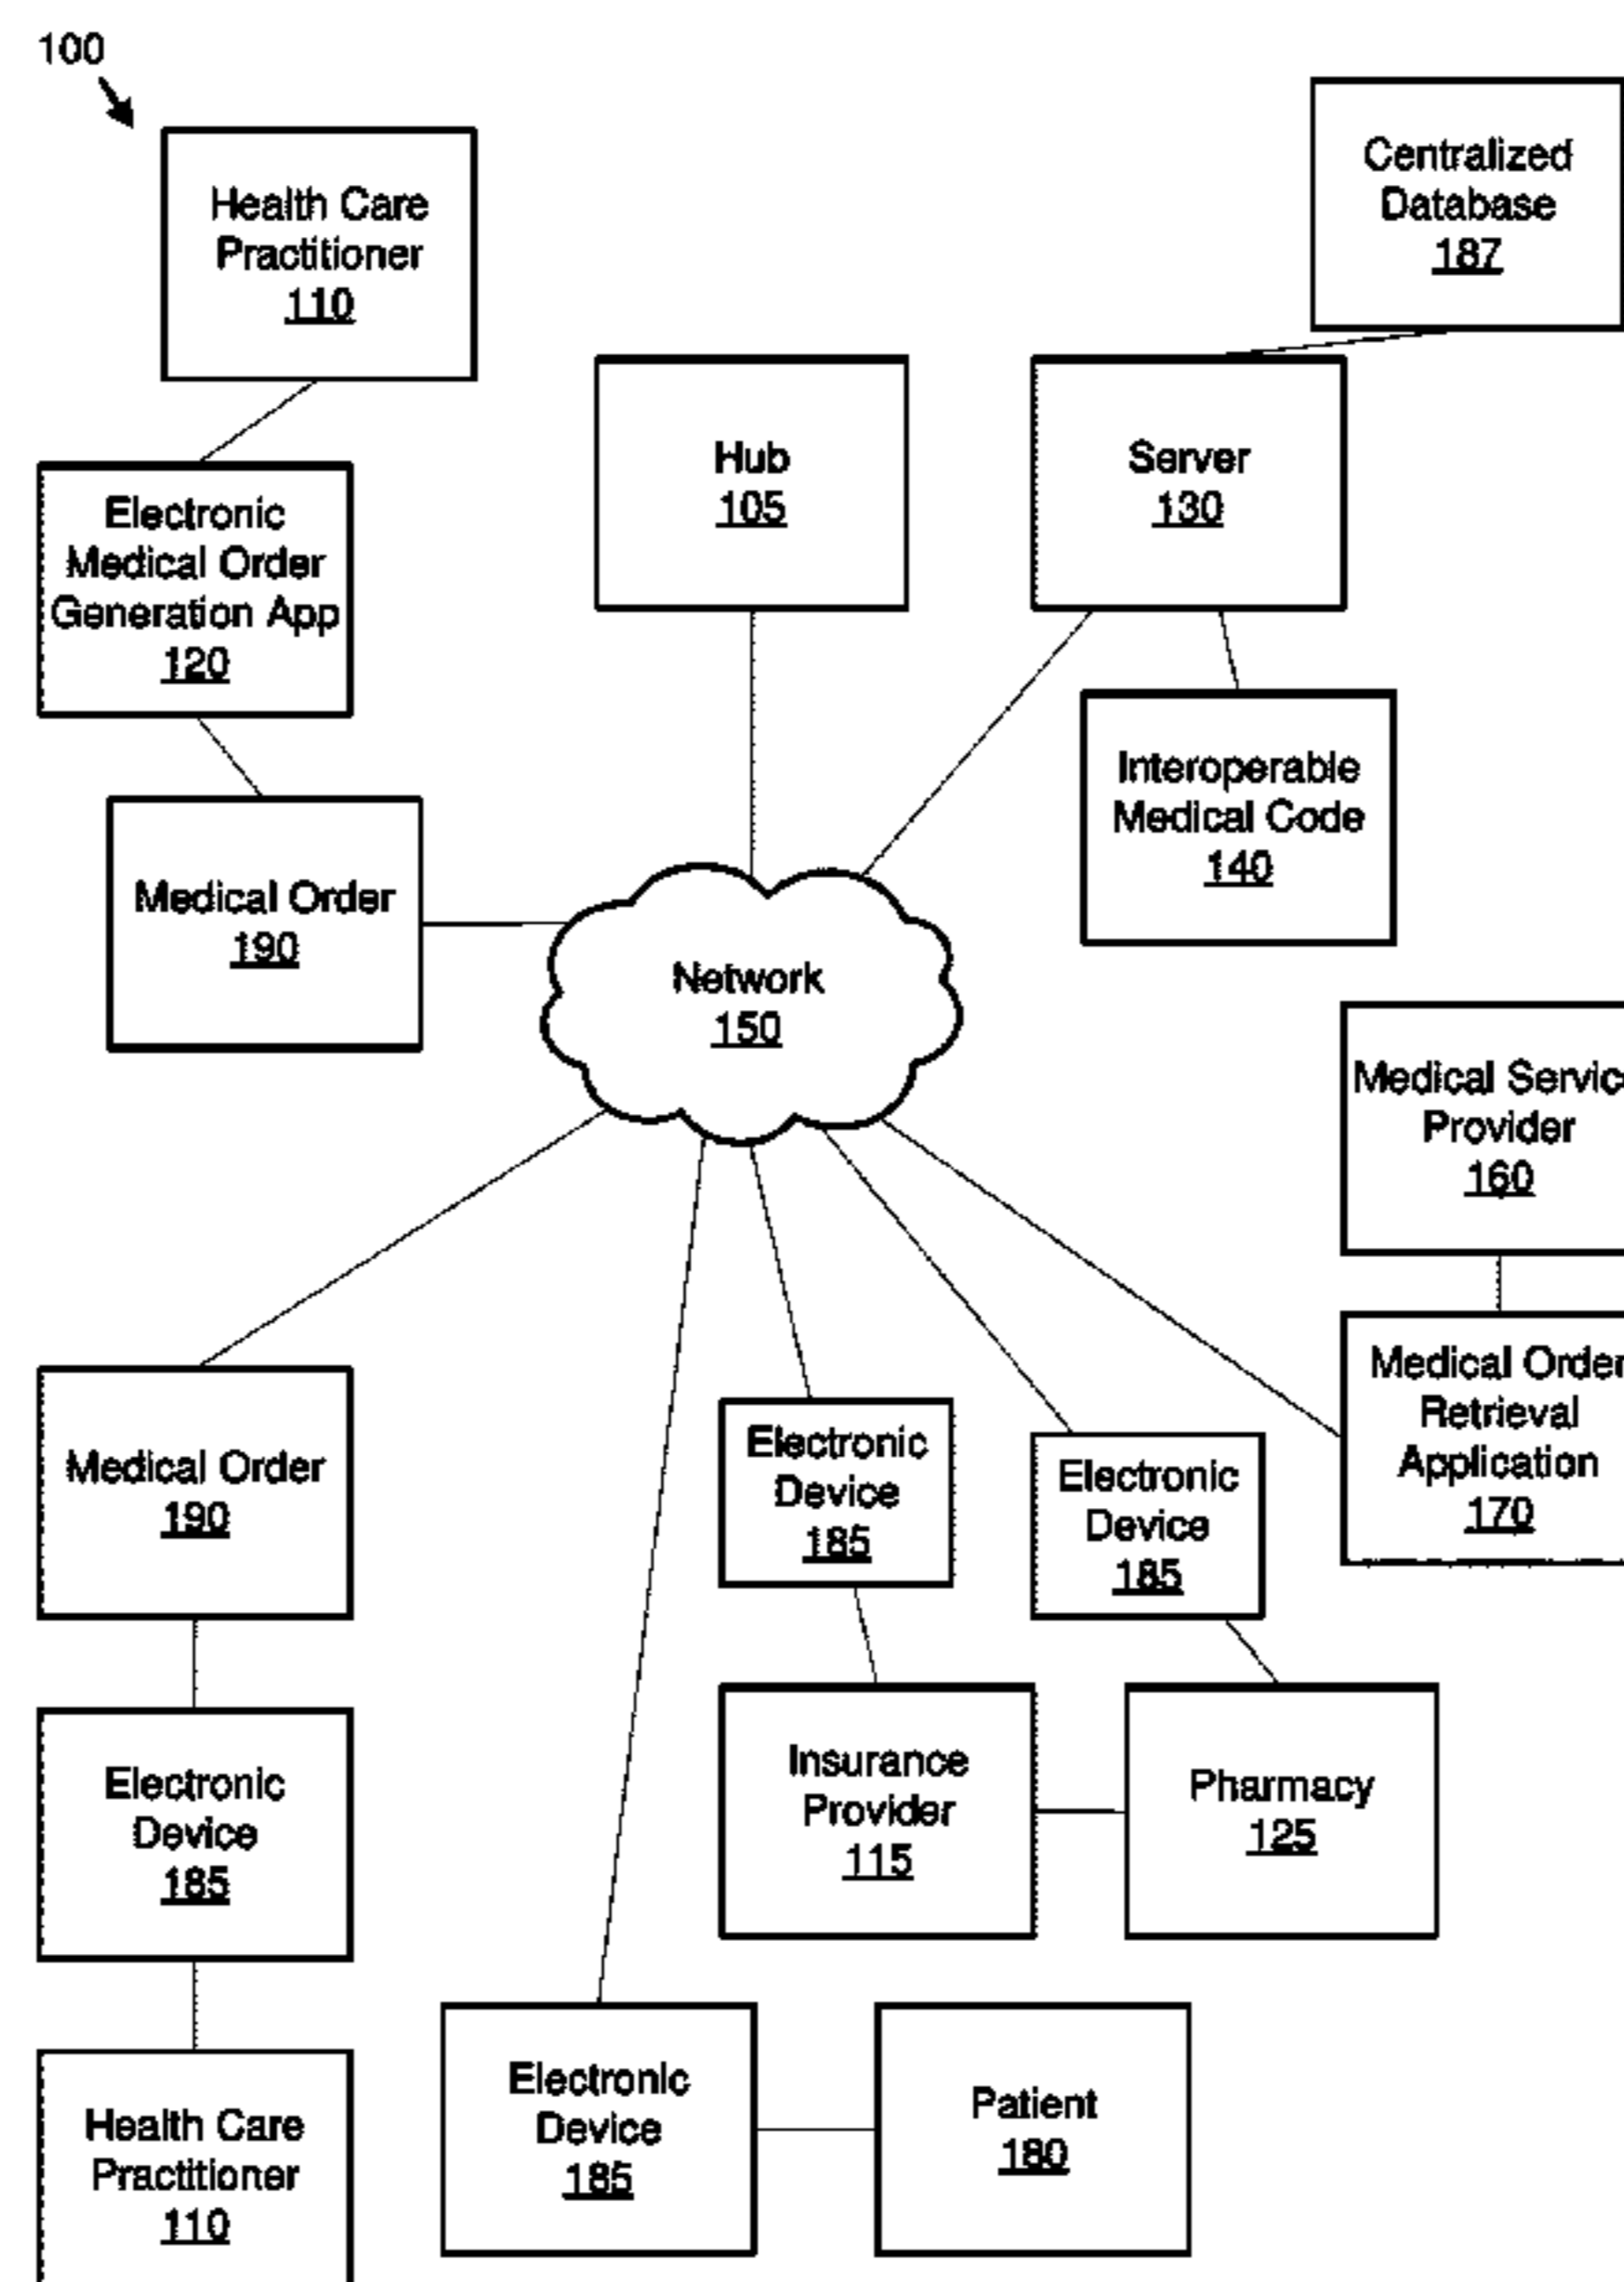 100
Health Care
Practitioner
110
Centralized
Database
187
Electronic
Medical Order
Generation App
120
Hub
105
Server
130
Interoperable
Medical Code
140
Medical Order
190
Network
150
Medical Servic
Provider
160
Medical Order
Retrieval
Application
170
Medical Order
190
Electronic
Device
185
Electronic
Device
185
Electronic
Device
185
Insurance
Provider
115
Pharmacy
125
Health Care
Practitioner
110
Electronic
Device
185
Patient
180